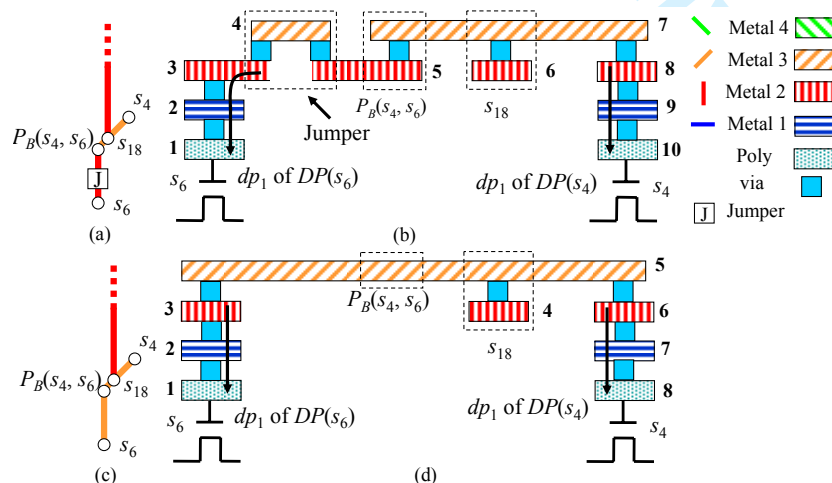 4
7
Metal 4
Metal 3
3
5
6
8
Metal 2
s4
2
PB(s4, s6)
s18
9
Metal 1
Jumper
PB(s4, s6)
s18
1
10
Poly
J
s6
dp1 of DP(s6)
dp1 of DP(s4)
s4
via
s6
J
Jumper
(a)
(b)
5
3
PB(s4, s6)
4
6
s4
2
s18
7
PB(s4, s6)
s18
1
8
s6
dp1 of DP(s6)
dp1 of DP(s4)
s4
s6
(c)
(d)